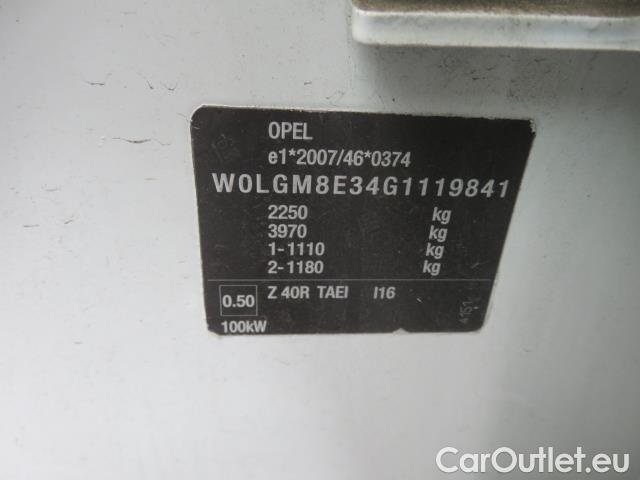 OPEL
e1*2007/46*0374
W0LGM8E34G1119841
2250 kg
3970 kg
1-1110 kg
2-1180 kg
0.50 Z 40R TAEI I16
100kW
4151
CarOutlet.eu